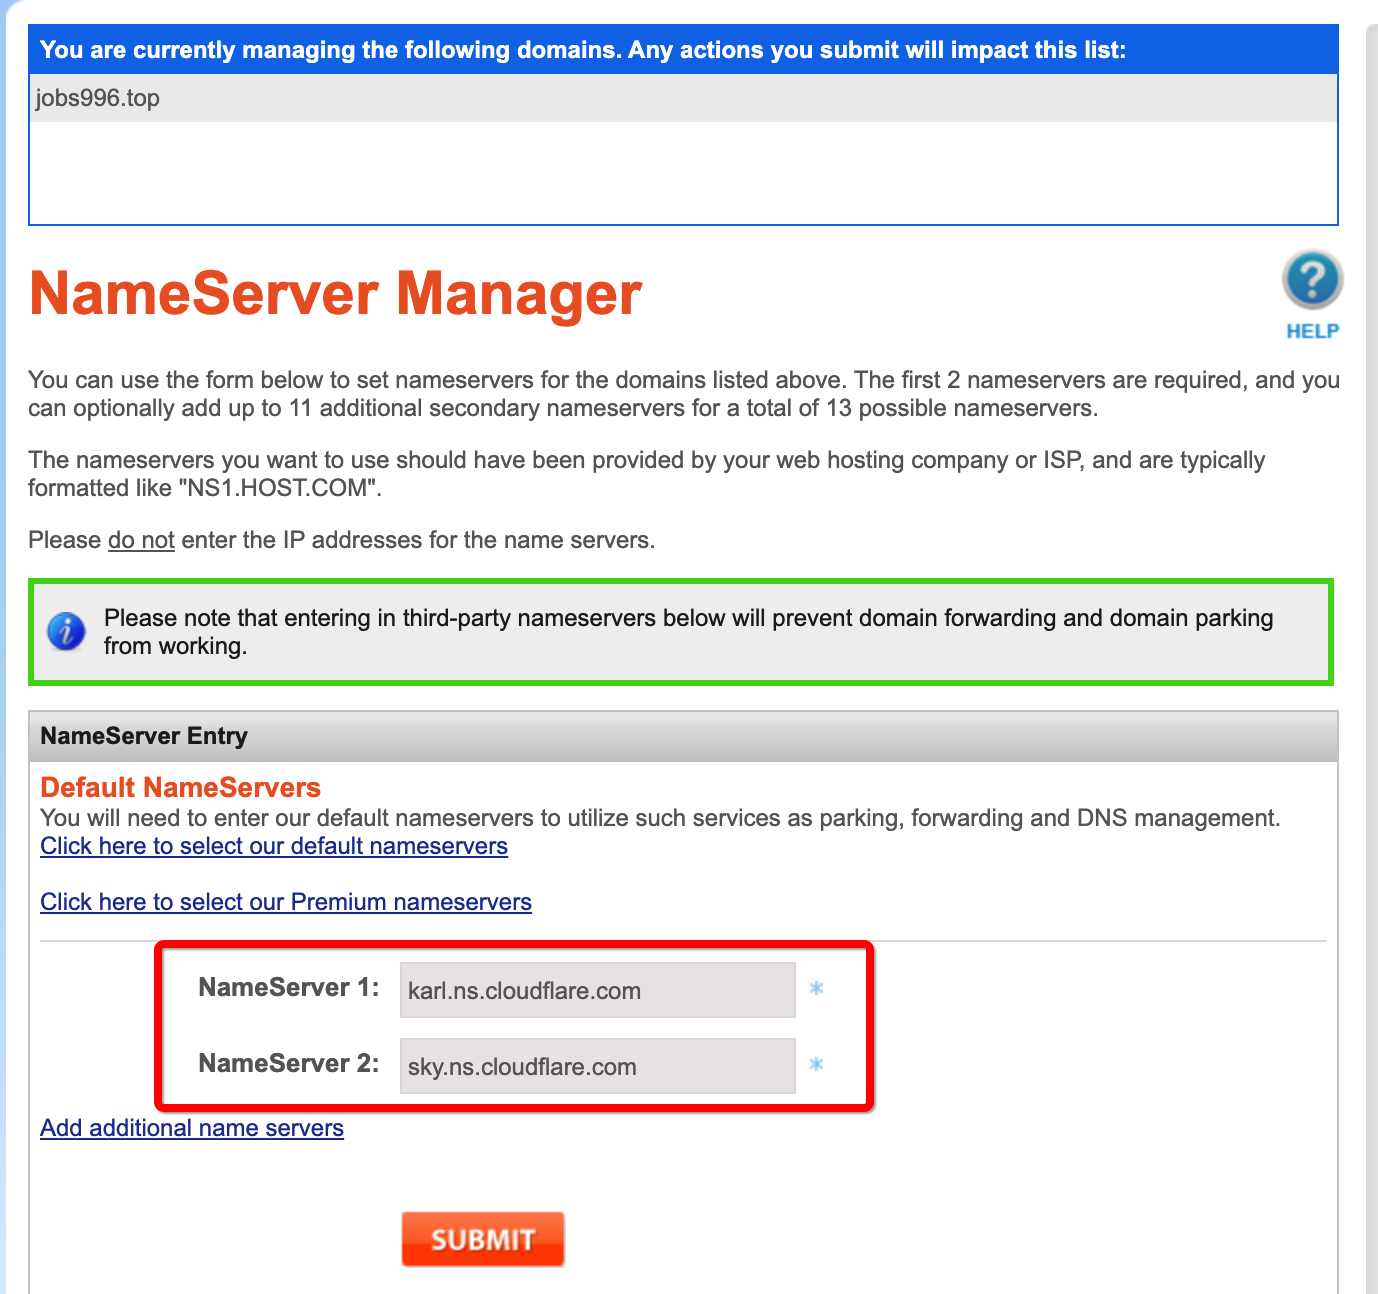 You are currently managing the following domains. Any actions you submit will impact this list:
jobs996.top
NameServer Manager
HELP
You can use the form below to set nameservers for the domains listed above. The first 2 nameservers are required, and you
can optionally add up to 11 additional secondary nameservers for a total of 13 possible nameservers.
The nameservers you want to use should have been provided by your web hosting company or ISP, and are typically
formatted like "NS1.HOST.COM".
Please do not enter the IP addresses for the name servers.
Please note that entering in third-party nameservers below will prevent domain forwarding and domain parking
from working.
NameServer Entry
Default NameServers
You will need to enter our default nameservers to utilize such services as parking, forwarding and DNS management.
Click here to select our default nameservers
Click here to select our Premium nameservers
NameServer 1: karl.ns.cloudflare.com *
NameServer 2: sky.ns.cloudflare.com *
Add additional name servers
SUBMIT